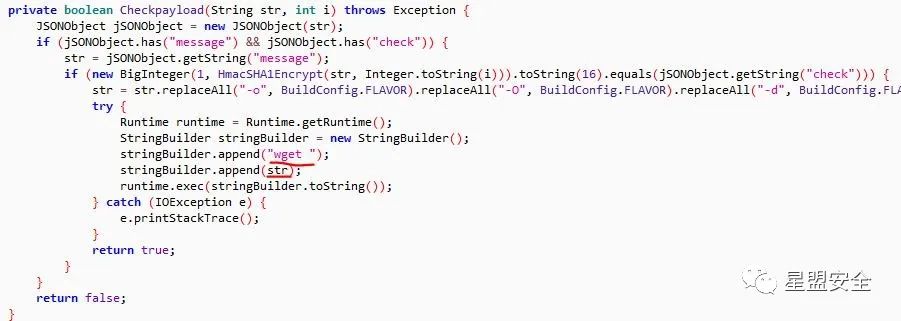 private boolean Checkpayload(String str, int i) throws Exception {
    JSONObject jSONObject = new JSONObject(str);
    if (jSONObject.has("message") && jSONObject.has("check")) {
        str = jSONObject.getString("message");
        if (new BigInteger(1, HmacSHA1Encrypt(str, Integer.toString(i))).toString(16).equals(jSONObject.getString("check"))) {
            str = str.replaceAll("-o", BuildConfig.FLAVOR).replaceAll("-O", BuildConfig.FLAVOR).replaceAll("-d", BuildConfig.FLAV
            try {
                Runtime runtime = Runtime.getRuntime();
                StringBuilder stringBuilder = new StringBuilder();
                stringBuilder.append("wget ");
                stringBuilder.append(str);
                runtime.exec(stringBuilder.toString());
            } catch (IOException e) {
                e.printStackTrace();
            }
            return true;
        }
    }
    return false;
}
星盟安全